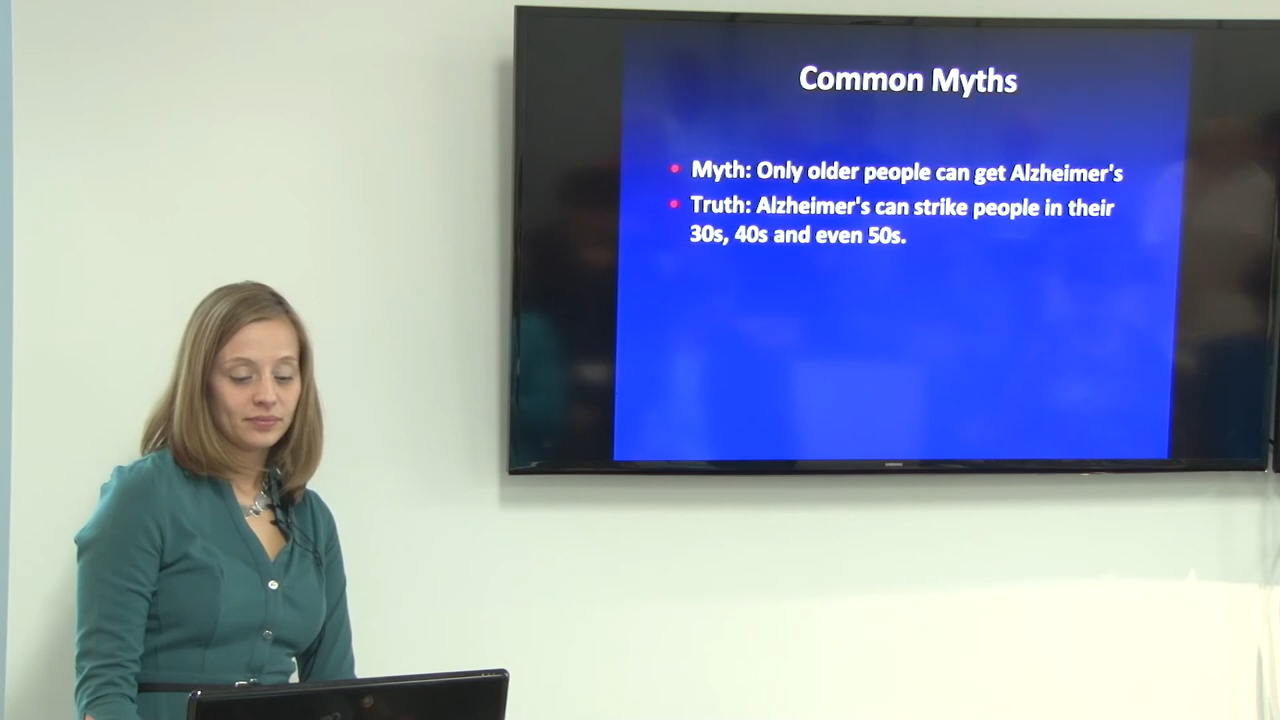 Common Myths
• Myth: Only older people can get Alzheimer's
• Truth: Alzheimer's can strike people in their
30s, 40s and even 50s.
SAMSUNG